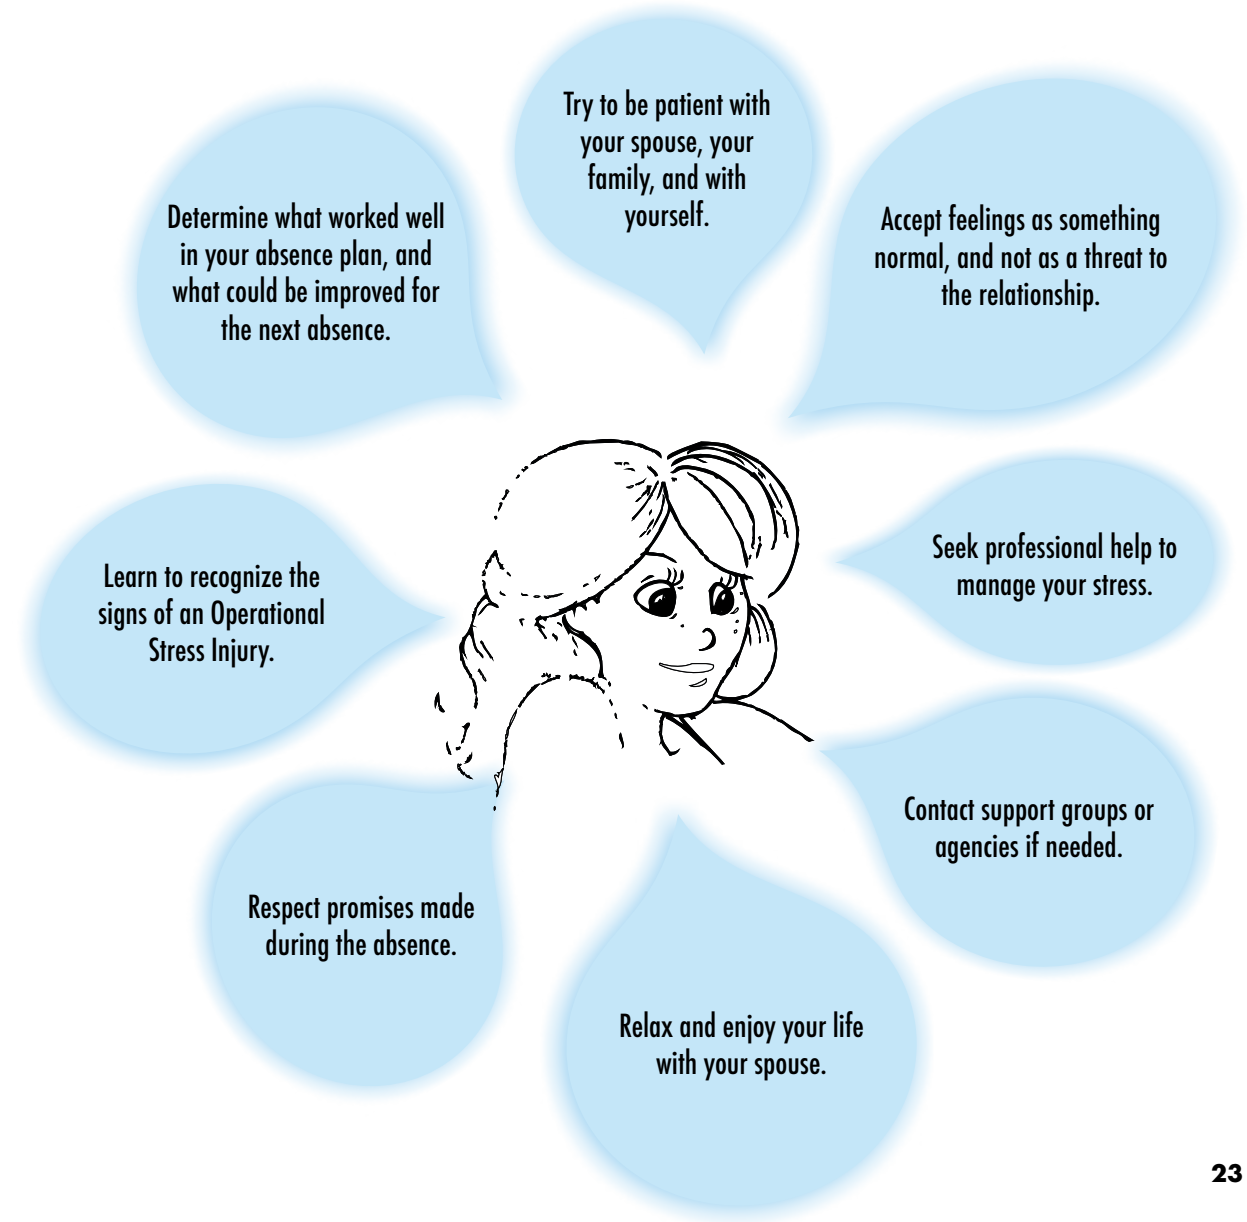 Try to be patient with
your spouse, your
family, and with
yourself.
Determine what worked well
in your absence plan, and
what could be improved for
the next absence.
Accept feelings as something
normal, and not as a threat to
the relationship.
Learn to recognize the
signs of an Operational
Stress Injury.
Seek professional help to
manage your stress.
Respect promises made
during the absence.
Contact support groups or
agencies if needed.
Relax and enjoy your life
with your spouse.
23